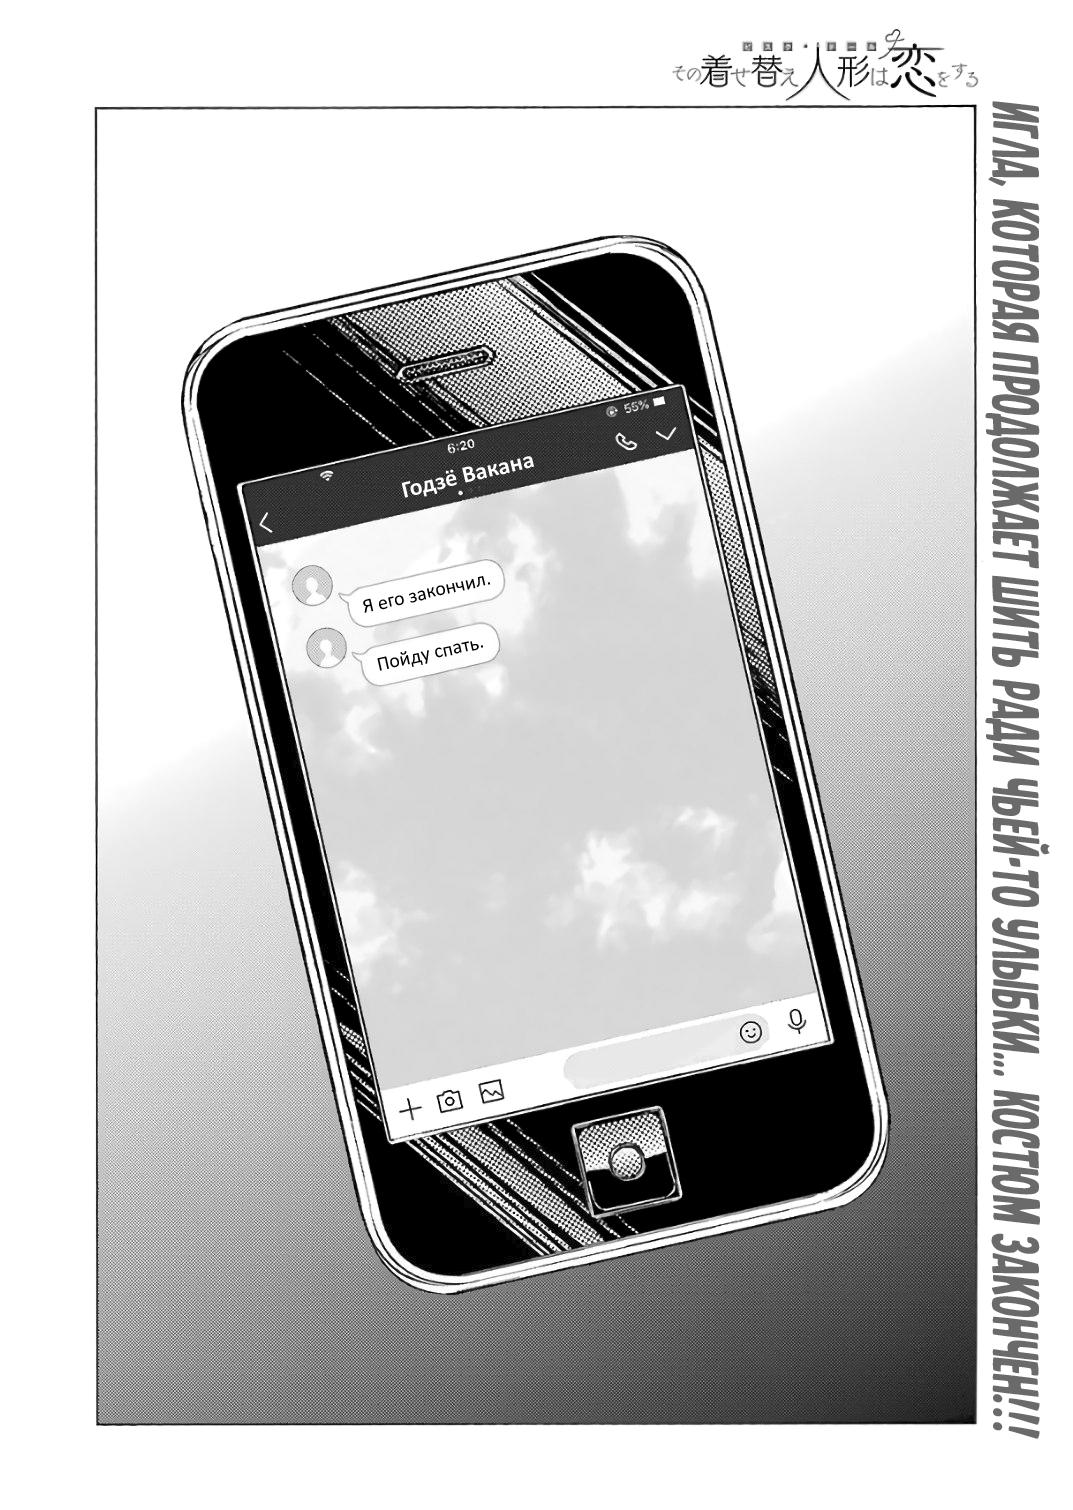 その着せ替え人形は恋をする
ИГЛА, КОТОРАЯ ПРОДОЛЖАЕТ ШИТЬ РАДИ ЧЬЕЙ-ТО УЛЫБКИ... КОСТЮМ ЗАКОНЧЕН!!!
55%
6:20
Годзё Вакана
Я его закончил.
Пойду спать.